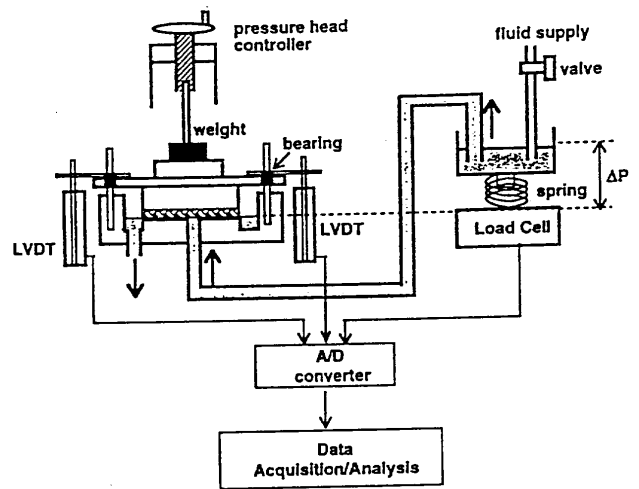 pressure head
controller
fluid supply
valve
weight
bearing
ΔP
spring
LVDT
LVDT
Load Cell
A/D
converter
Data
Acquisition/Analysis